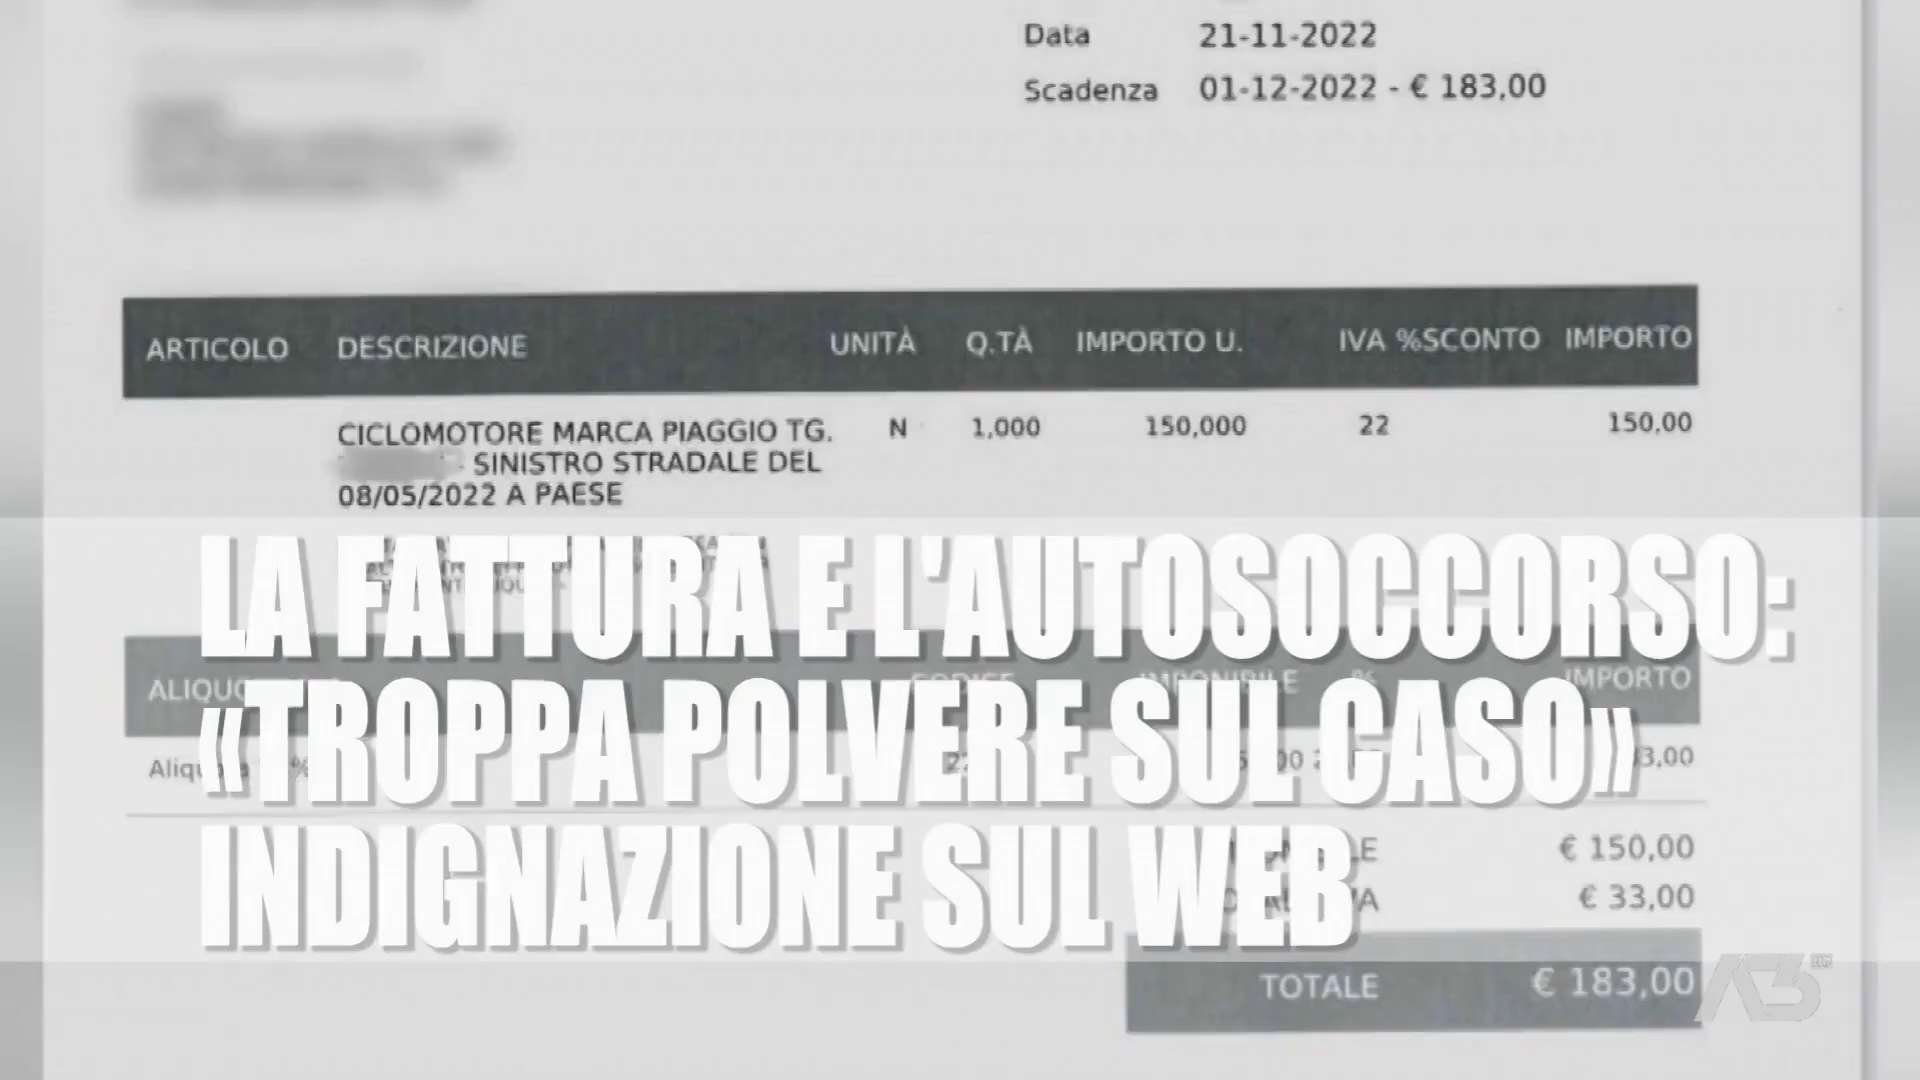 Data 21-11-2022
Scadenza 01-12-2022 - € 183,00
ARTICOLO DESCRIZIONE UNITÀ Q.TÀ IMPORTO U. IVA %SCONTO IMPORTO
CICLOMOTORE MARCA PIAGGIO TG. N 1,000 150,000 22 150,00
SINISTRO STRADALE DEL
08/05/2022 A PAESE
LA FATTURA E L'AUTOSOCCORSO:
IMPORTO
«TROPPA POLVERE SUL CASO»
INDIGNAZIONE SUL WEB
€ 150,00
€ 33,00
TOTALE € 183,00
A3